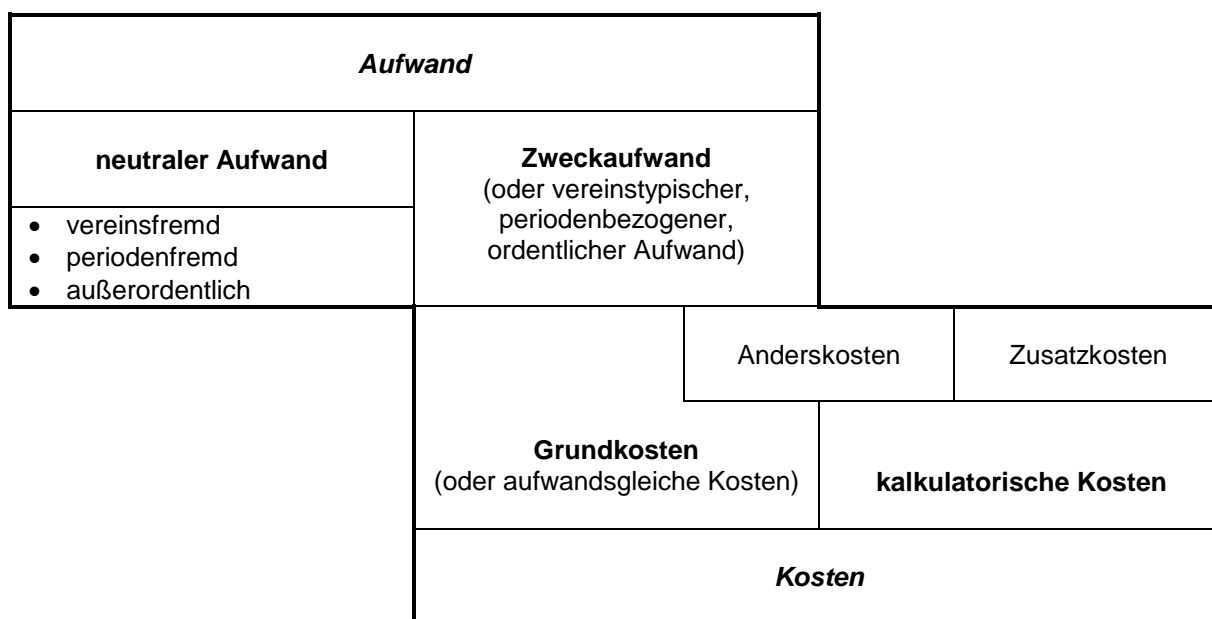 Aufwand
neutraler Aufwand
• vereinsfremd
• periodenfremd
• außerordentlich
Zweckaufwand
(oder vereinstypischer,
periodenbezogener,
ordentlicher Aufwand)
Anderskosten
Zusatzkosten
Grundkosten
(oder aufwandsgleiche Kosten)
kalkulatorische Kosten
Kosten